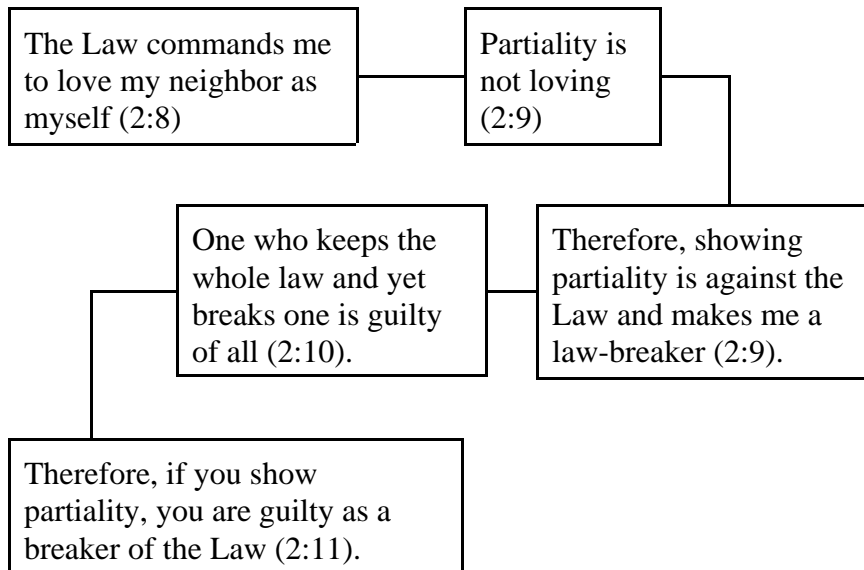 The Law commands me
to love my neighbor as
myself (2:8)
Partiality is
not loving
(2:9)
Therefore, showing
partiality is against the
Law and makes me a
law-breaker (2:9).
One who keeps the
whole law and yet
breaks one is guilty
of all (2:10).
Therefore, if you show
partiality, you are guilty as a
breaker of the Law (2:11).